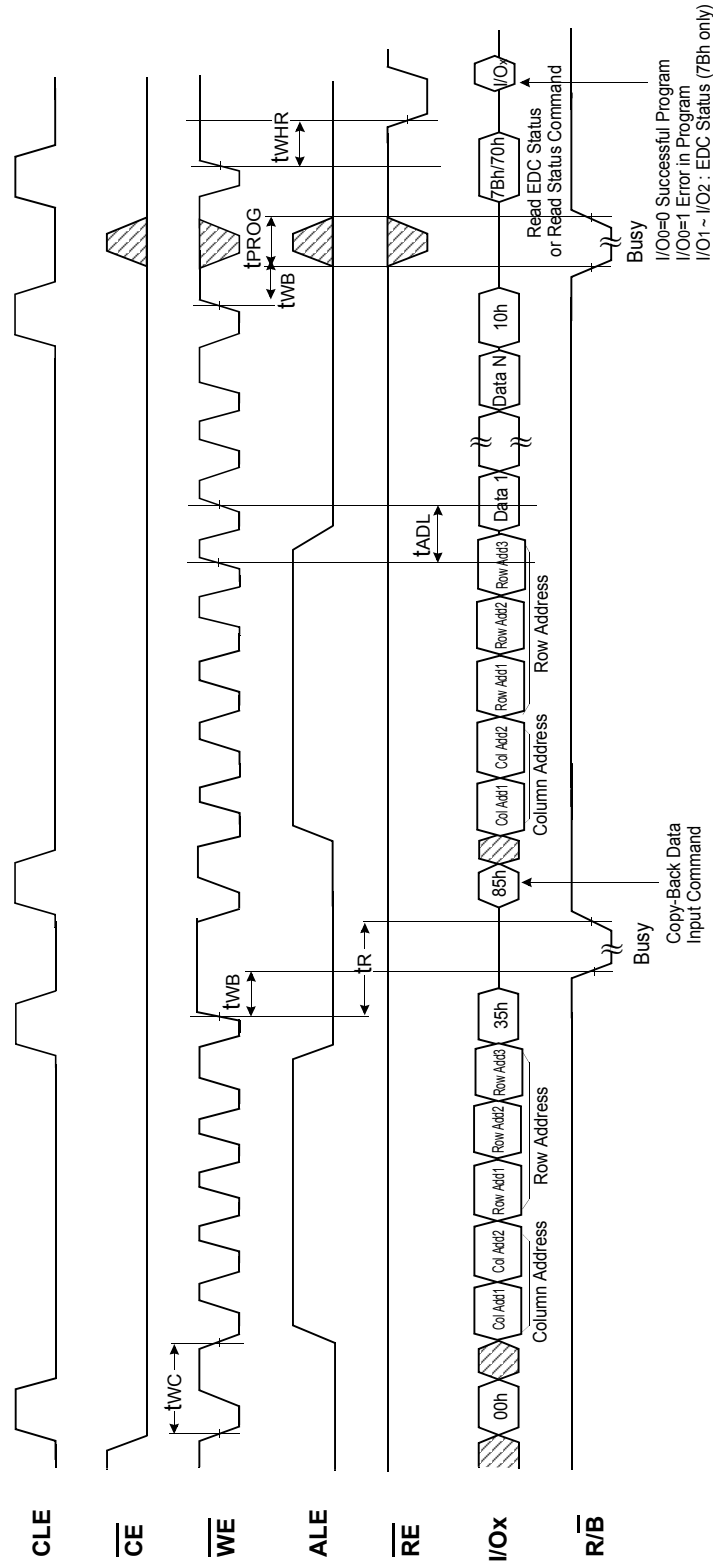 CLE
CE
WE
ALE
RE
I/Ox
R/B
tWC
tWB
tR
tADL
tWB
tPROG
tWHR
00h
Col Add1
Col Add2
Row Add1
Row Add2
Row Add3
35h
85h
Col Add1
Col Add2
Row Add1
Row Add2
Row Add3
Data 1
Data N
10h
7Bh/70h
I/Ox
Column Address
Row Address
Column Address
Row Address
Read EDC Status
or Read Status Command
Busy
Busy
Copy-Back Data
Input Command
I/O0=0 Successful Program
I/O0=1 Error in Program
I/O1 ~ I/O2 : EDC Status (7Bh only)